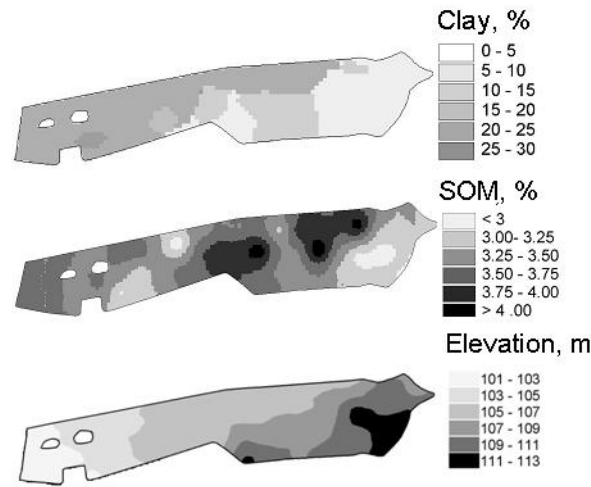 Clay, %
0 - 5
5 - 10
10 - 15
15 - 20
20 - 25
25 - 30
SOM, %
< 3
3.00- 3.25
3.25 - 3.50
3.50 - 3.75
3.75 - 4.00
> 4 .00
Elevation, m
101 - 103
103 - 105
105 - 107
107 - 109
109 - 111
111 - 113